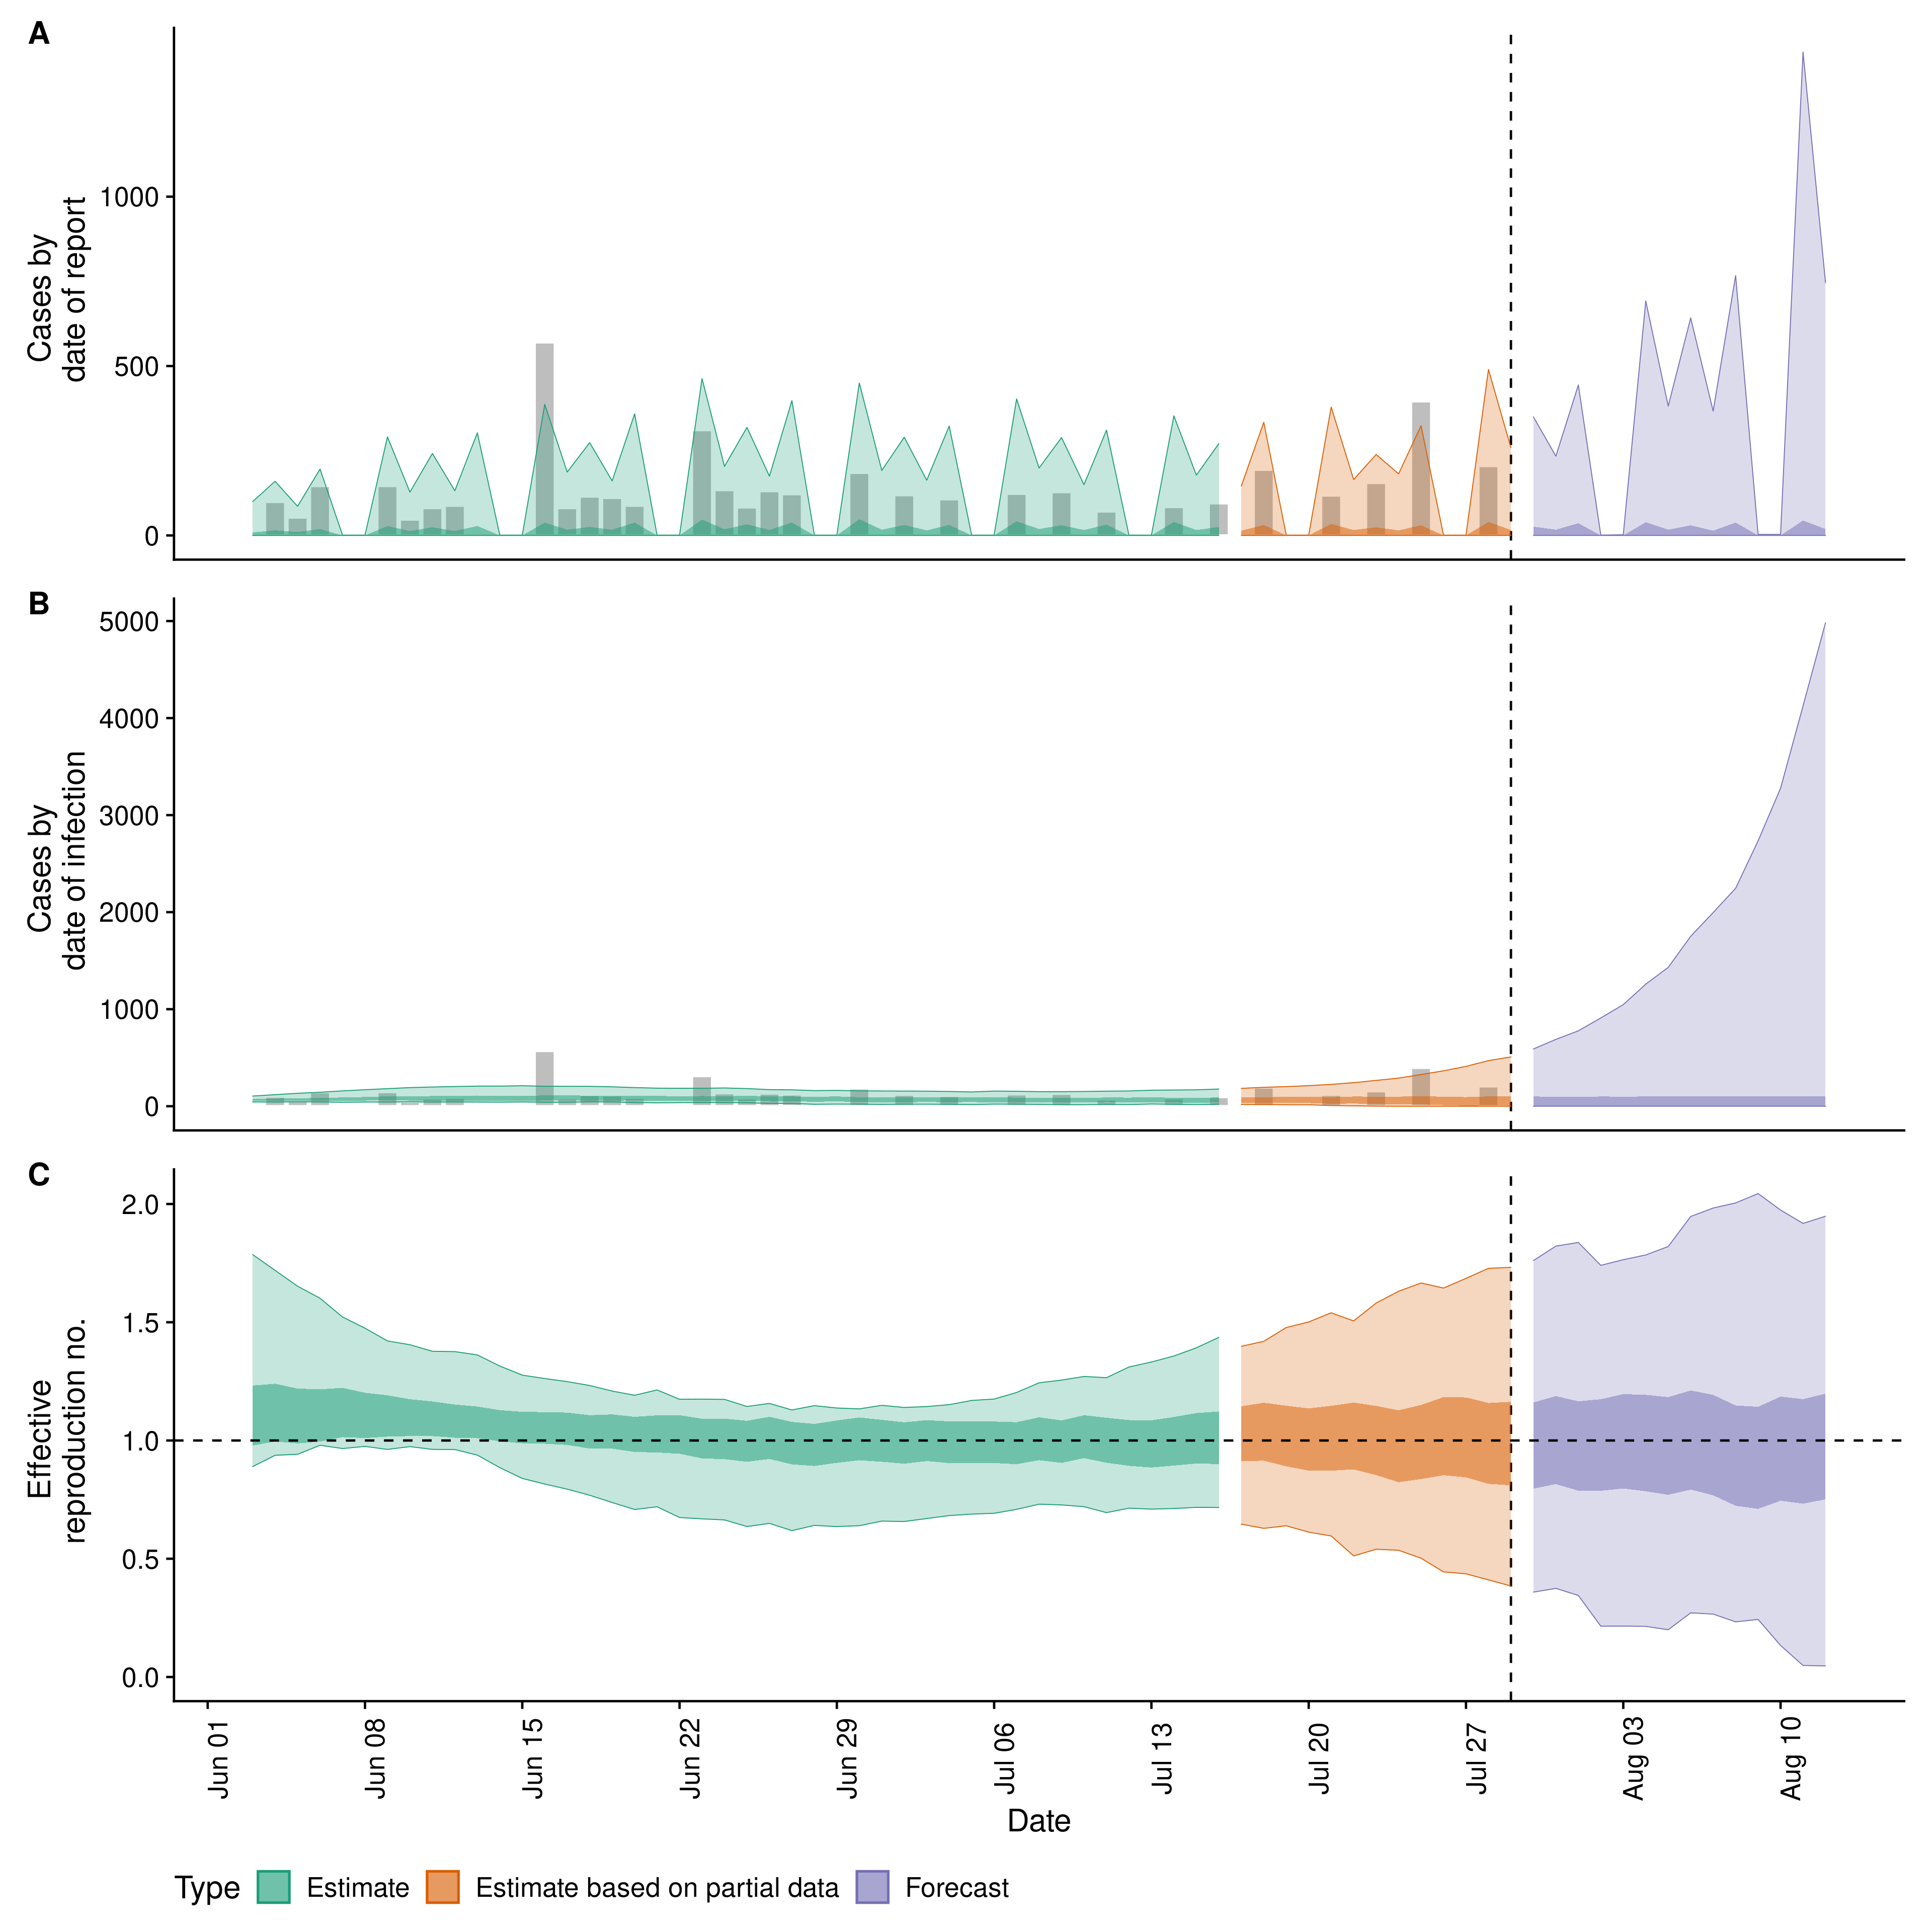 A
Cases by
date of report
1000
500
0
B
Cases by
date of infection
5000
4000
3000
2000
1000
0
C
Effective
reproduction no.
2.0
1.5
1.0
0.5
0.0
Jun 01
Jun 08
Jun 15
Jun 22
Jun 29
Jul 06
Jul 13
Jul 20
Jul 27
Aug 03
Aug 10
Date
Type
Estimate
Estimate based on partial data
Forecast